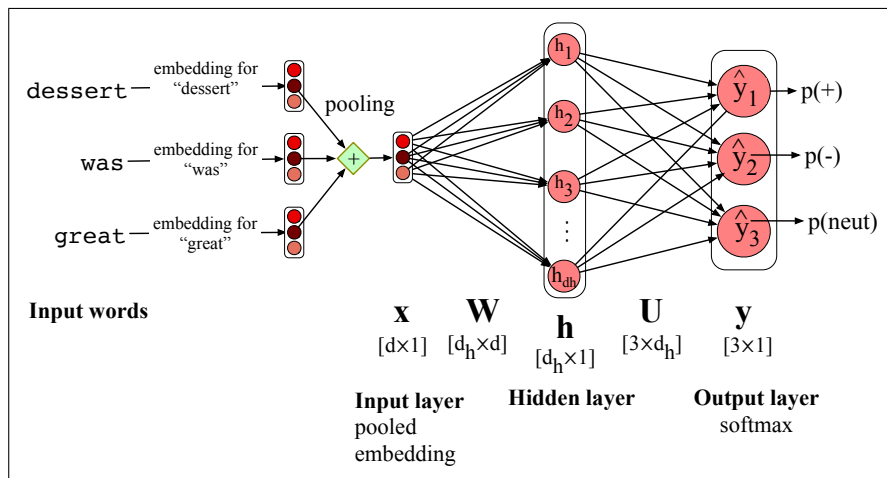 dessert
embedding for
“dessert”
pooling
was
embedding for
“was”
+
great
embedding for
“great”
h1
h2
h3
⋮
hdh
ŷ1
ŷ2
ŷ3
p(+)
p(-)
p(neut)
Input words
x
W
h
U
y
[d×1]
[dh×d]
[dh×1]
[3×dh]
[3×1]
Input layer
pooled
embedding
Hidden layer
Output layer
softmax